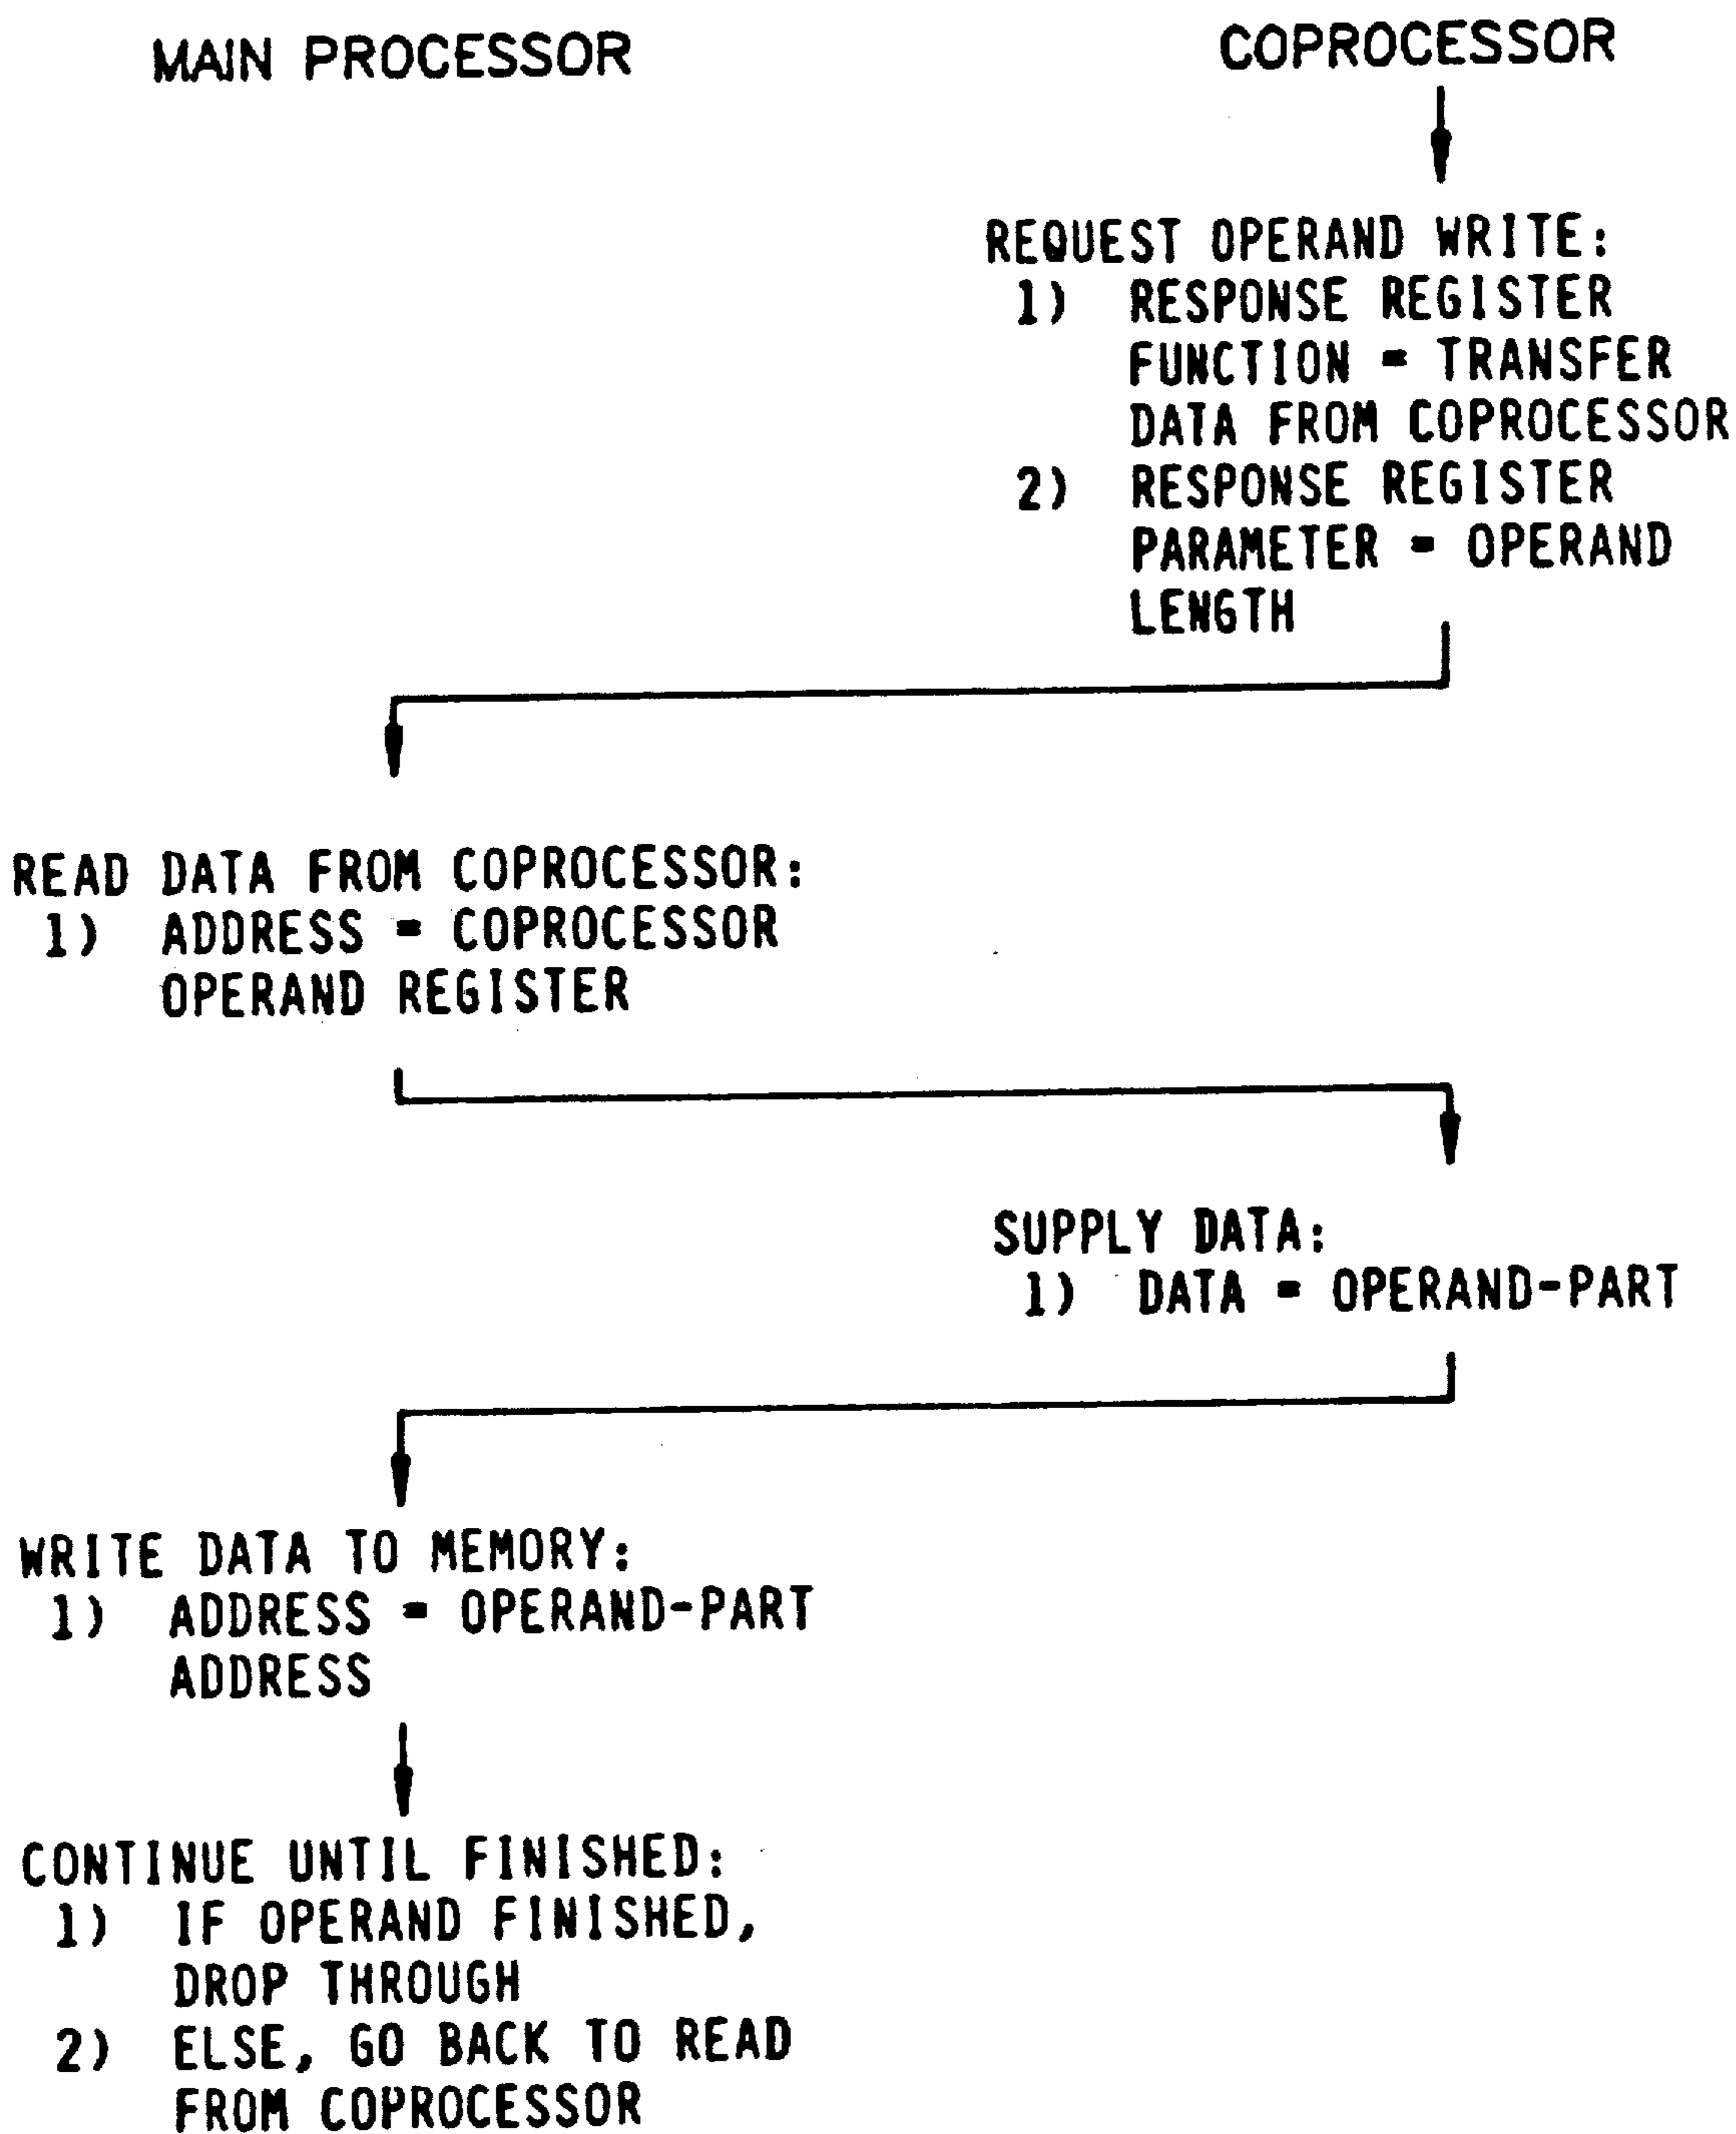 MAIN PROCESSOR
COPROCESSOR
REQUEST OPERAND WRITE:
1) RESPONSE REGISTER
FUNCTION = TRANSFER
DATA FROM COPROCESSOR
2) RESPONSE REGISTER
PARAMETER = OPERAND
LENGTH
READ DATA FROM COPROCESSOR:
1) ADDRESS = COPROCESSOR
OPERAND REGISTER
SUPPLY DATA:
1) DATA = OPERAND-PART
WRITE DATA TO MEMORY:
1) ADDRESS = OPERAND-PART
ADDRESS
CONTINUE UNTIL FINISHED:
1) IF OPERAND FINISHED,
DROP THROUGH
2) ELSE, GO BACK TO READ
FROM COPROCESSOR